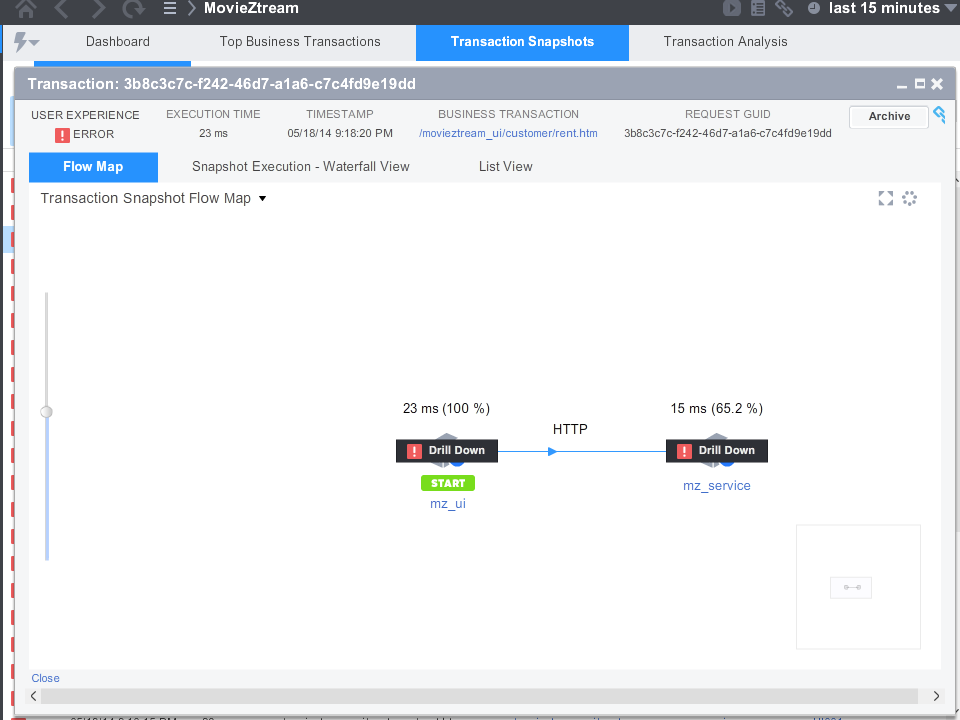 MovieZtream
last 15 minutes
Dashboard
Top Business Transactions
Transaction Snapshots
Transaction Analysis
Transaction: 3b8c3c7c-f242-46d7-a1a6-c7c4fd9e19dd
USER EXPERIENCE
EXECUTION TIME
TIMESTAMP
BUSINESS TRANSACTION
REQUEST GUID
Archive
ERROR
23 ms
05/18/14 9:18:20 PM
/movieztream_ui/customer/rent.htm
3b8c3c7c-f242-46d7-a1a6-c7c4fd9e19dd
Flow Map
Snapshot Execution - Waterfall View
List View
Transaction Snapshot Flow Map
23 ms (100 %)
15 ms (65.2 %)
HTTP
Drill Down
Drill Down
START
mz_ui
mz_service
Close